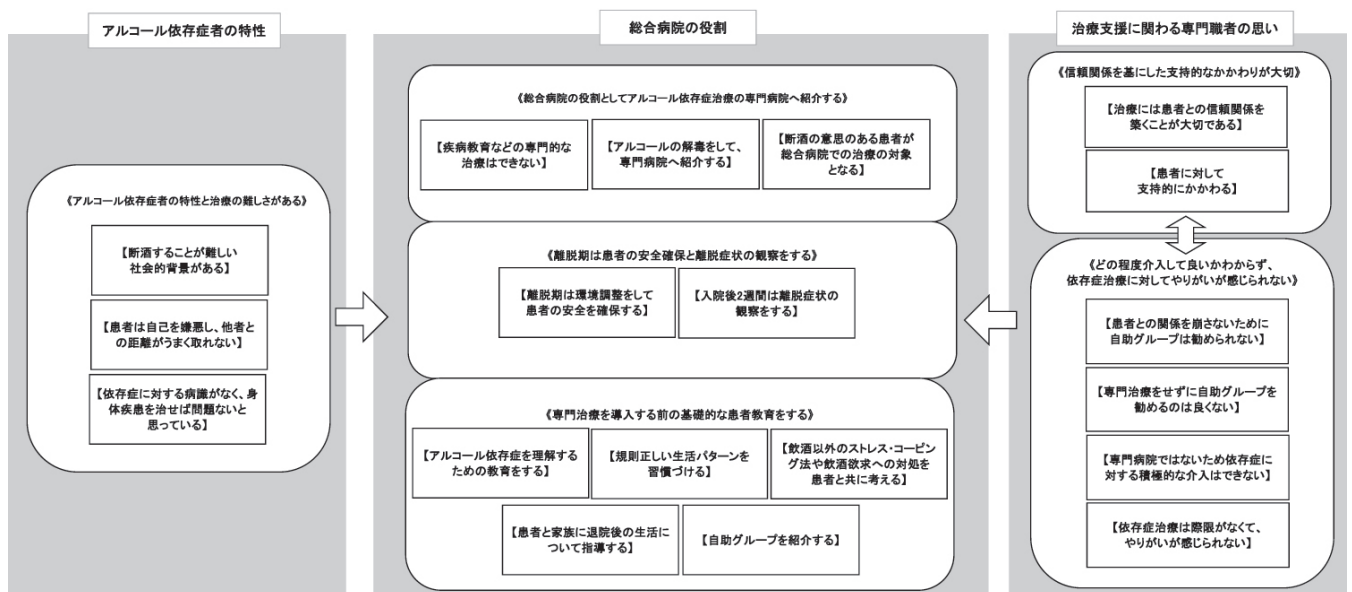 アルコール依存症者の特性
《アルコール依存症者の特性と治療の難しさがある》
【断酒することが難しい
社会的背景がある】
【患者は自己を嫌悪し、他者と
の距離がうまく取れない】
【依存症に対する病識がなく、身
体疾患を治せば問題ないと
思っている】
総合病院の役割
《総合病院の役割としてアルコール依存症治療の専門病院へ紹介する》
【疾病教育などの専門的な
治療はできない】
【アルコールの解毒をして、
専門病院へ紹介する】
【断酒の意思のある患者が
総合病院での治療の対象
となる】
《離脱期は患者の安全確保と離脱症状の観察をする》
【離脱期は環境調整をして
患者の安全を確保する】
【入院後2週間は離脱症状の
観察をする】
《専門治療を導入する前の基礎的な患者教育をする》
【アルコール依存症を理解する
ための教育をする】
【規則正しい生活パターンを
習慣づける】
【飲酒以外のストレス・コーピン
グ法や飲酒欲求への対処を
患者と共に考える】
【患者と家族に退院後の生活に
ついて指導する】
【自助グループを紹介する】
治療支援に関わる専門職者の思い
《信頼関係を基にした支持的なかかわりが大切》
【治療には患者との信頼関係を
築くことが大切である】
【患者に対して
支持的にかかわる】
《どの程度介入して良いかわからず、
依存症治療に対してやりがいが感じられない》
【患者との関係を崩さないために
自助グループは勧められない】
【専門治療をせずに自助グループを
勧めるのは良くない】
【専門病院ではないため依存症に
対する積極的な介入はできない】
【依存症治療は際限がなくて、
やりがいが感じられない】